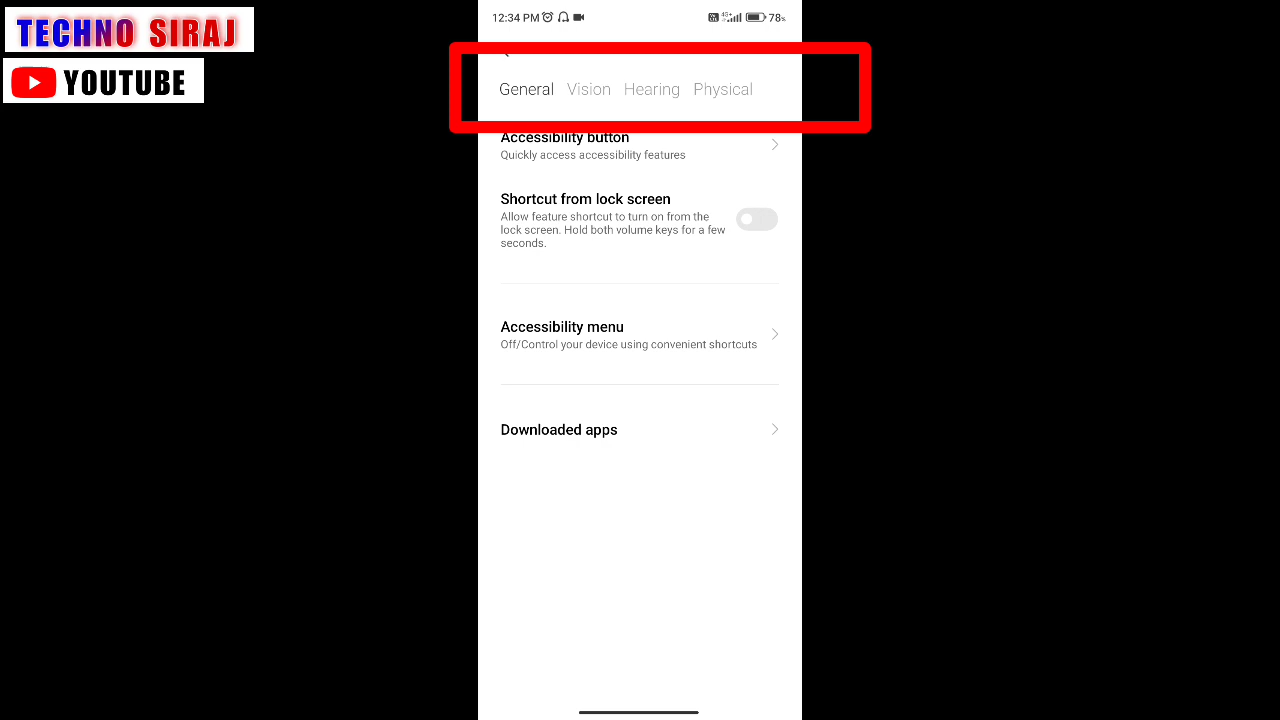 TECHNO SIRAJ
YOUTUBE
12:34 PM 4G+ 78%
General Vision Hearing Physical
Accessibility button
Quickly access accessibility features
Shortcut from lock screen
Allow feature shortcut to turn on from the
lock screen. Hold both volume keys for a few
seconds.
Accessibility menu
Off/Control your device using convenient shortcuts
Downloaded apps